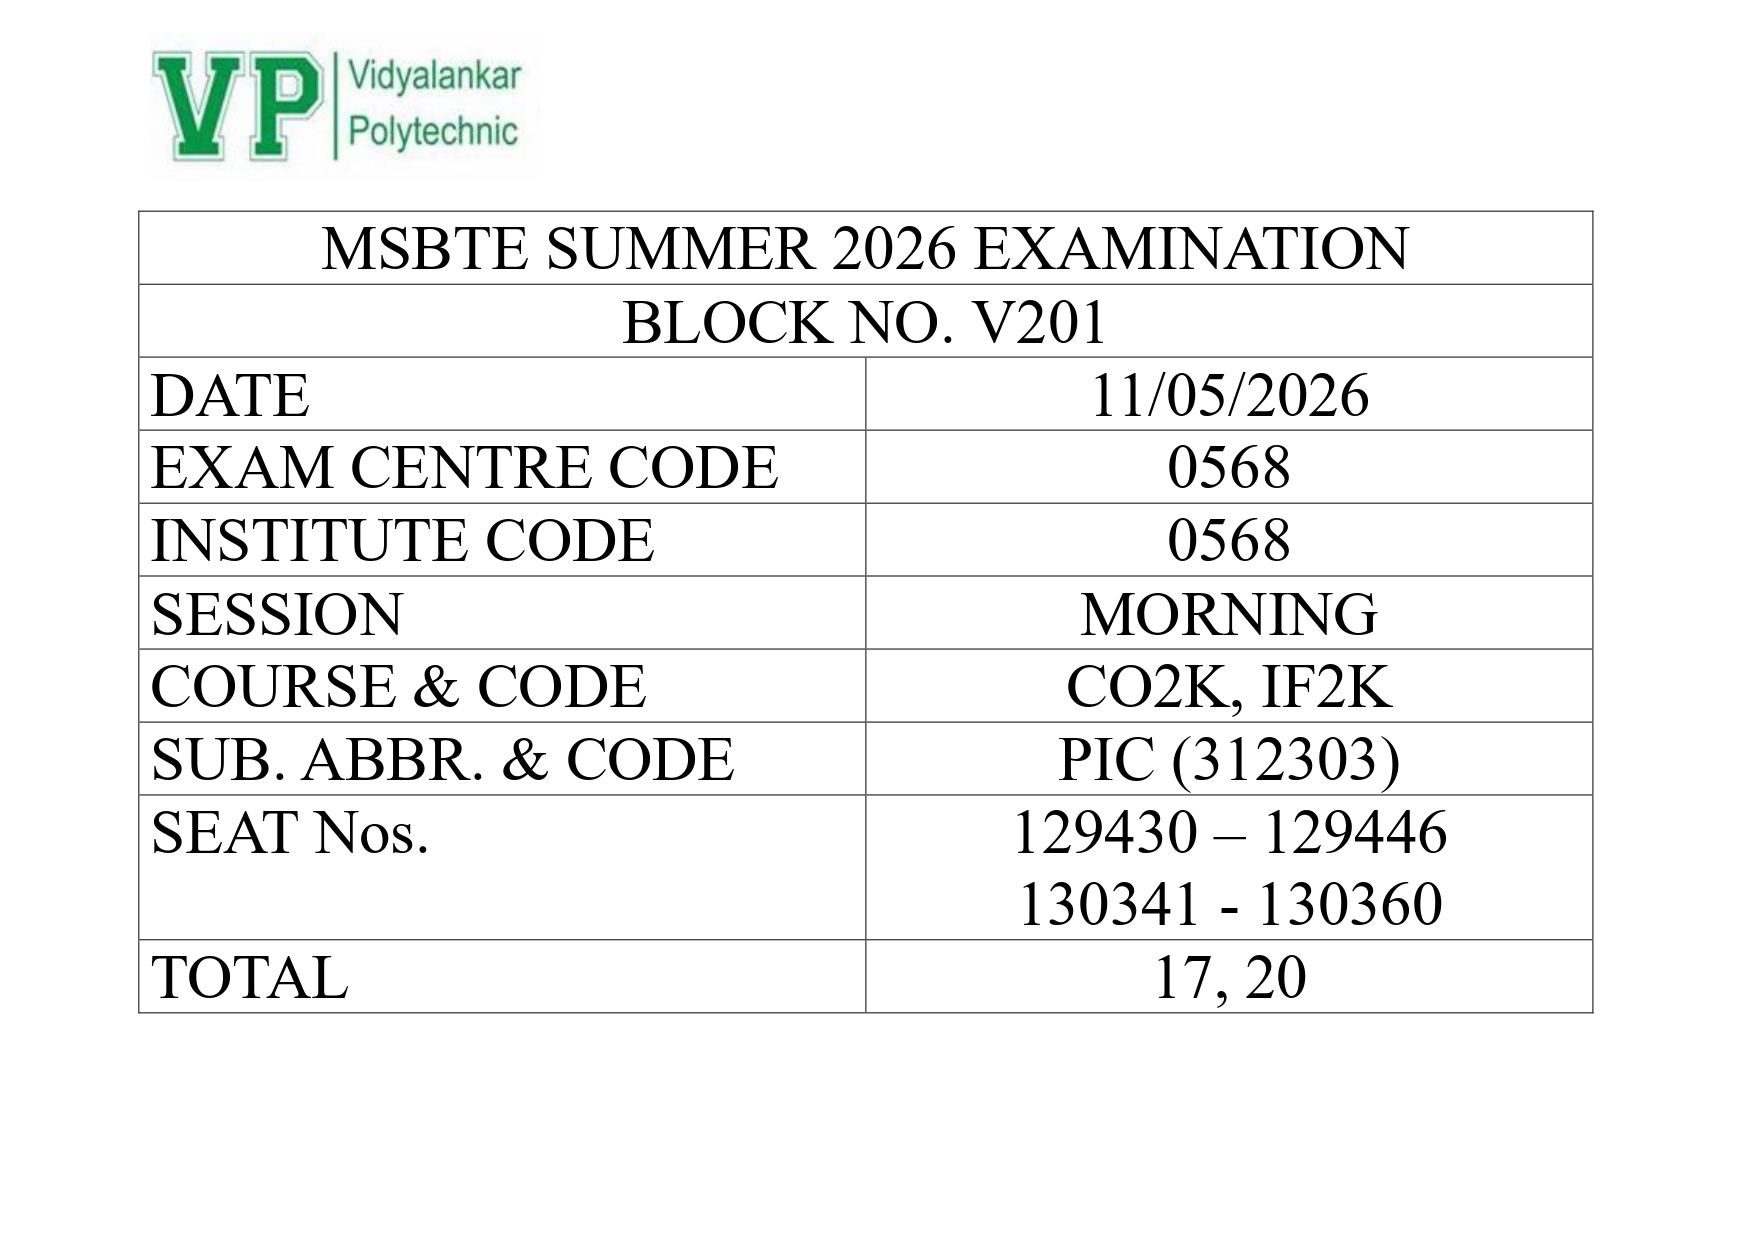 VP Vidyalankar
Polytechnic
MSBTE SUMMER 2026 EXAMINATION
BLOCK NO. V201
DATE 11/05/2026
EXAM CENTRE CODE 0568
INSTITUTE CODE 0568
SESSION MORNING
COURSE & CODE CO2K, IF2K
SUB. ABBR. & CODE PIC (312303)
SEAT Nos. 129430 – 129446
130341 - 130360
TOTAL 17, 20